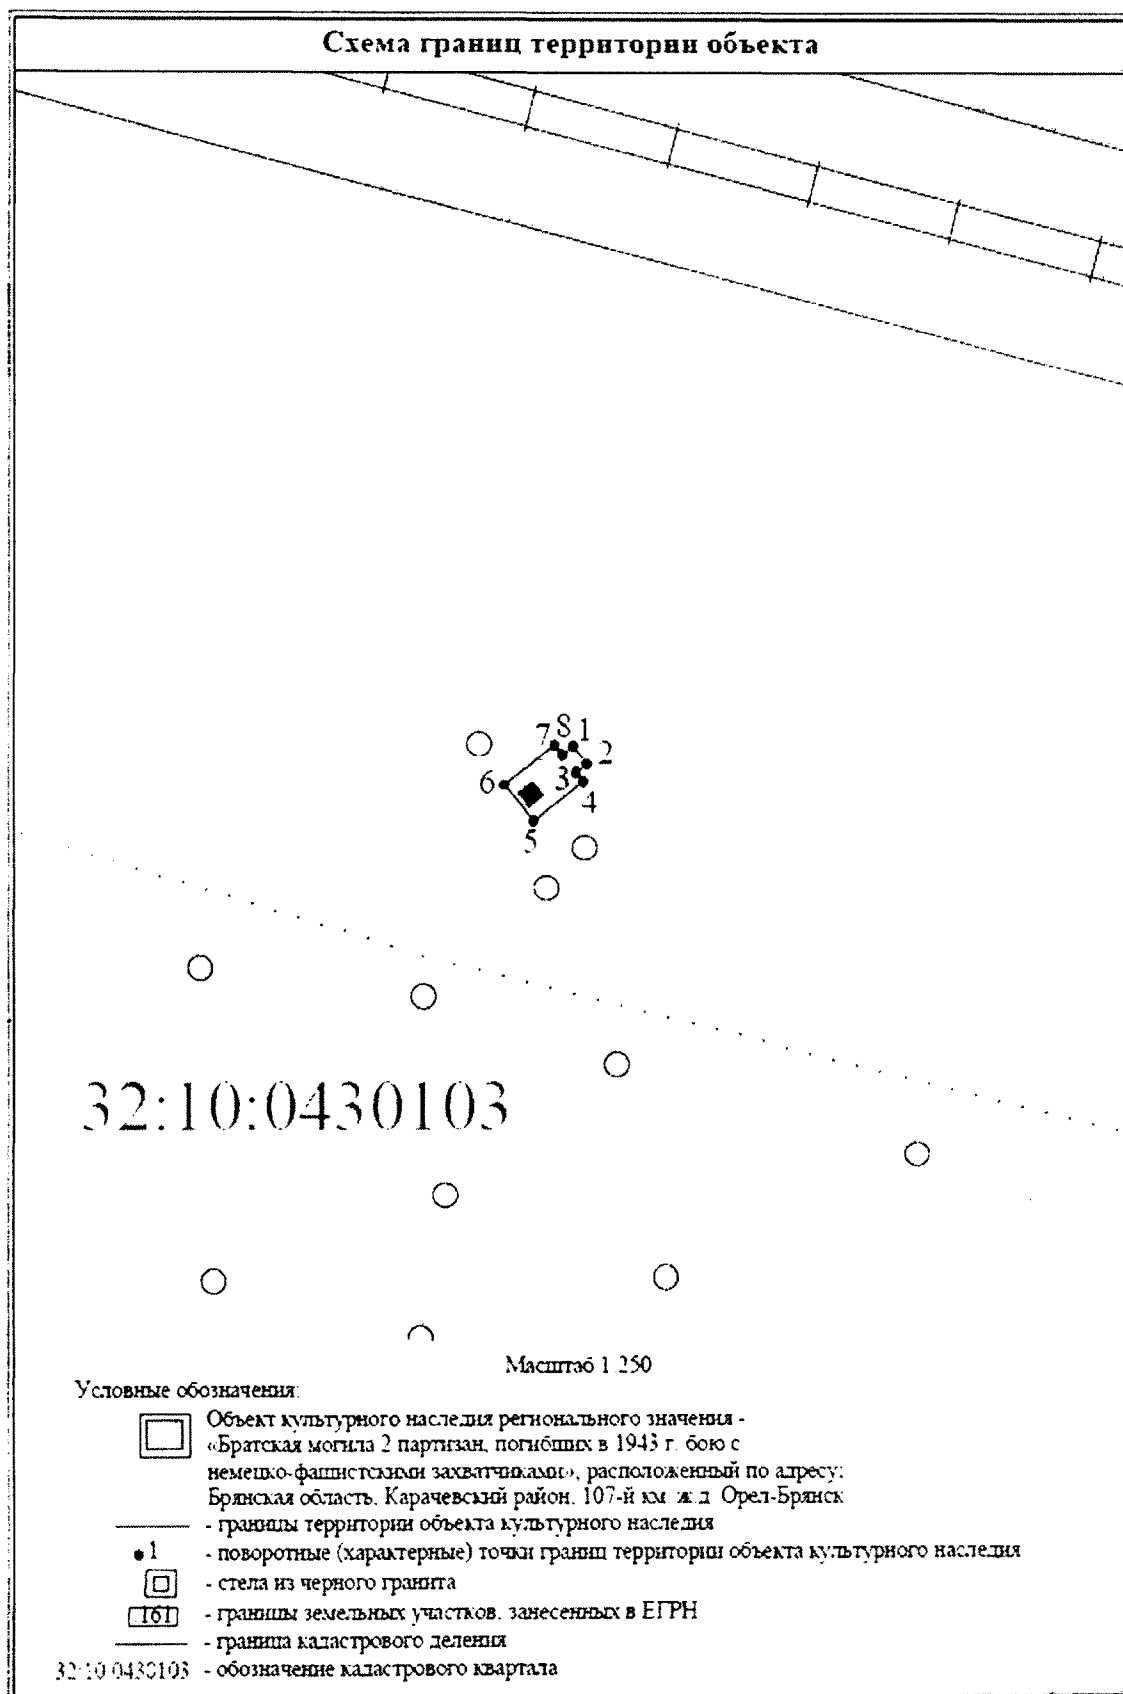 Схема границ территории объекта
7 8 1
2
6 3
4
5
32:10:0430103
Масштаб 1:250
Условные обозначения:
Объект культурного наследия регионального значения -
«Братская могила 2 партизан, погибших в 1943 г. бою с
немецко-фашистскими захватчиками», расположенный по адресу:
Брянская область, Карачевский район, 107-й км ж.д. Орел-Брянск
- границы территории объекта культурного наследия
1 - поворотные (характерные) точки границ территории объекта культурного наследия
- стела из черного гранита
161 - границы земельных участков, занесенных в ЕГРН
- граница кадастрового деления
32:10:0430103 - обозначение кадастрового квартала